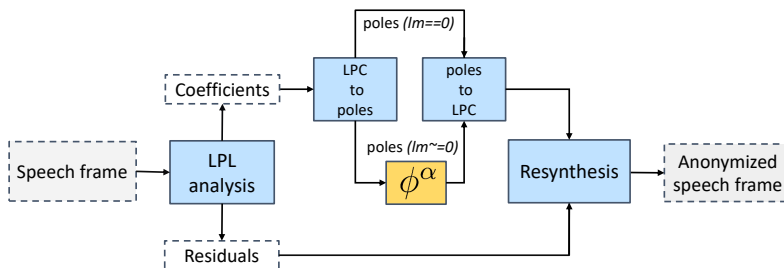 poles (Im==0)
Coefficients
LPC
to
poles
poles
to
LPC
poles (Im~=0)
Speech frame
LPL
analysis
ϕ^α
Resynthesis
Anonymized
speech frame
Residuals